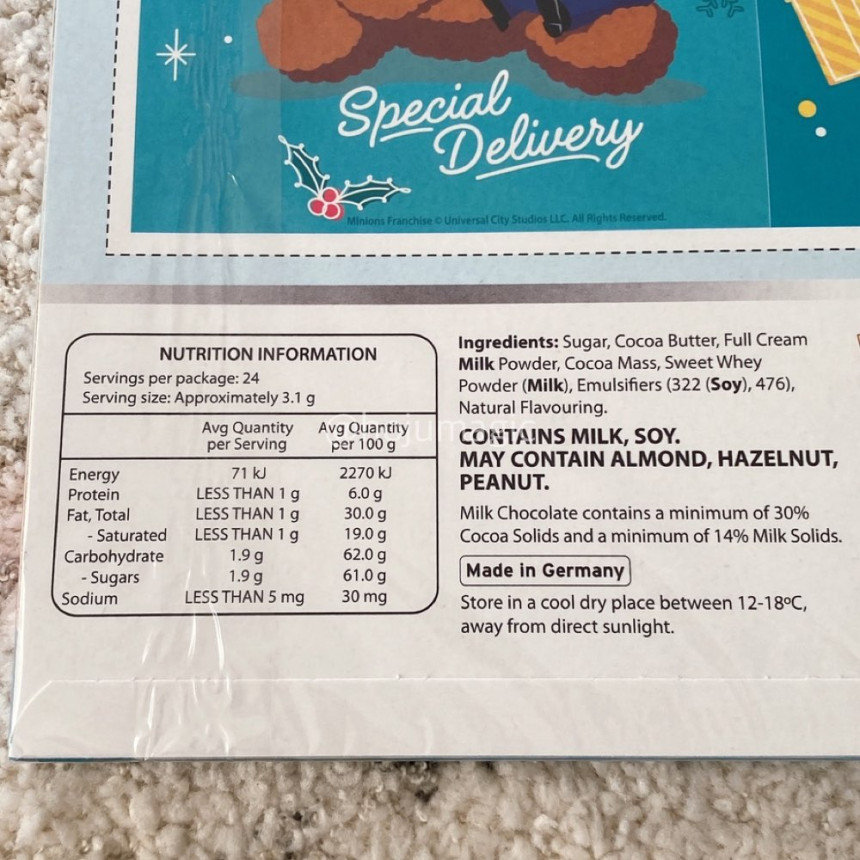 Special
Delivery
Minions Franchise © Universal City Studios LLC. All Rights Reserved.
NUTRITION INFORMATION
Servings per package: 24
Serving size: Approximately 3.1 g
Avg Quantity per Serving Avg Quantity per 100 g
Energy 71 kJ 2270 kJ
Protein LESS THAN 1 g 6.0 g
Fat, Total LESS THAN 1 g 30.0 g
- Saturated LESS THAN 1 g 19.0 g
Carbohydrate 1.9 g 62.0 g
- Sugars 1.9 g 61.0 g
Sodium LESS THAN 5 mg 30 mg
Ingredients: Sugar, Cocoa Butter, Full Cream
Milk Powder, Cocoa Mass, Sweet Whey
Powder (Milk), Emulsifiers (322 (Soy), 476),
Natural Flavouring.
CONTAINS MILK, SOY.
MAY CONTAIN ALMOND, HAZELNUT,
PEANUT.
Milk Chocolate contains a minimum of 30%
Cocoa Solids and a minimum of 14% Milk Solids.
Made in Germany
Store in a cool dry place between 12-18ºC,
away from direct sunlight.